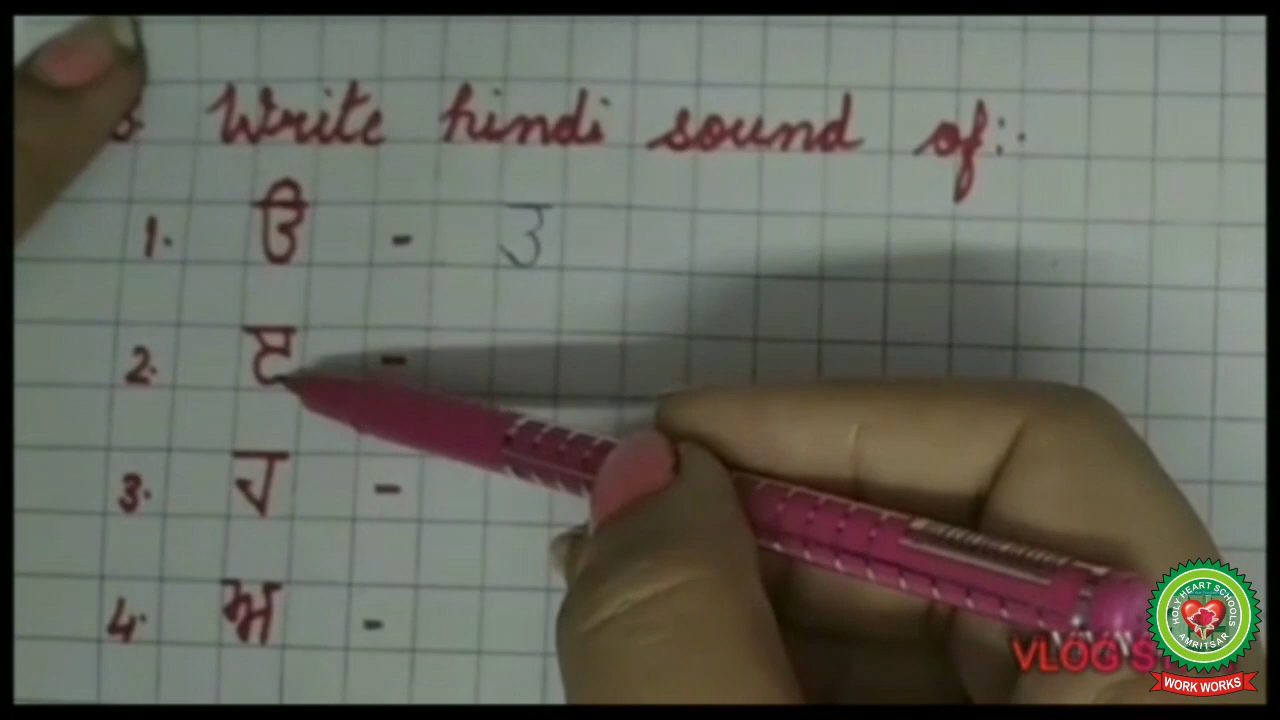 Write hindi sound of:-
1. ੳ - उ
2. ੲ -
3. ਹ -
4. ਅ -
VLOG S
HOLY HEART SCHOOLS
AMRITSAR
WORK WORKS